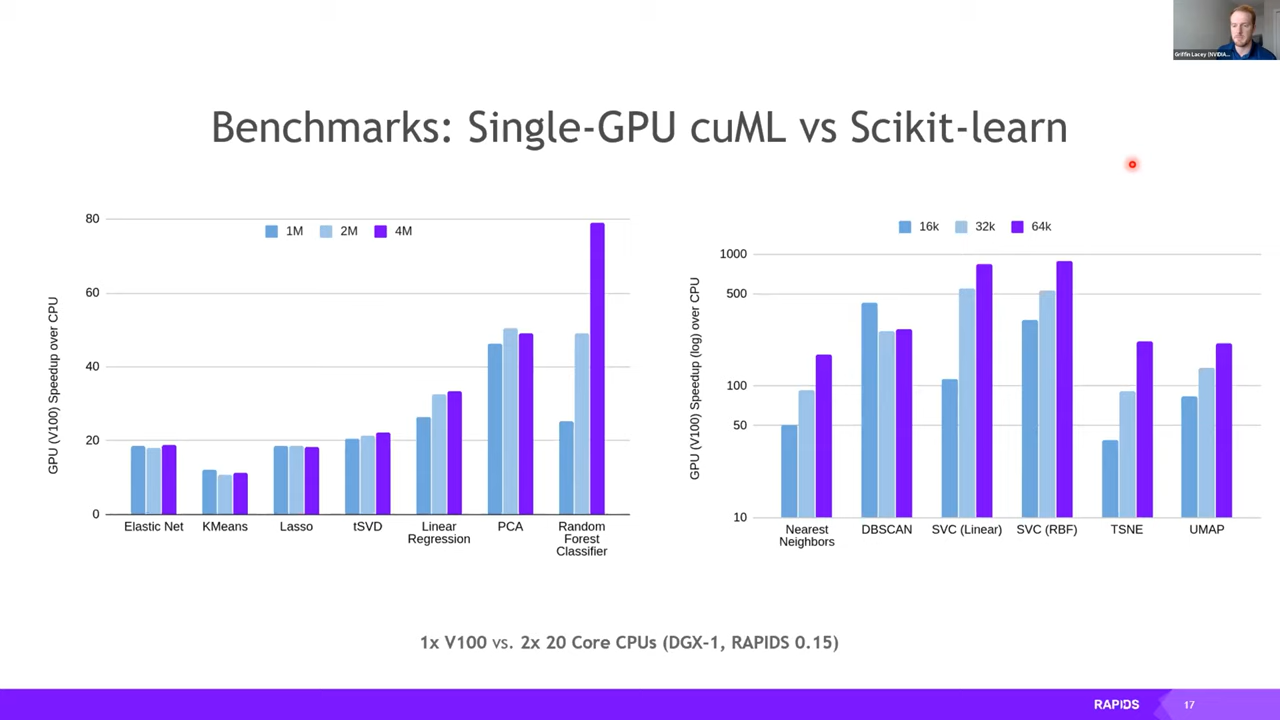 Griffin Lacey (NVIDIA...
Benchmarks: Single-GPU cuML vs Scikit-learn
GPU (V100) Speedup over CPU
80
60
40
20
0
1M 2M 4M
Elastic Net
KMeans
Lasso
tSVD
Linear
Regression
PCA
Random
Forest
Classifier
GPU (V100) Speedup (log) over CPU
1000
500
100
50
10
16k 32k 64k
Nearest
Neighbors
DBSCAN
SVC (Linear)
SVC (RBF)
TSNE
UMAP
1x V100 vs. 2x 20 Core CPUs (DGX-1, RAPIDS 0.15)
RAPIDS
17